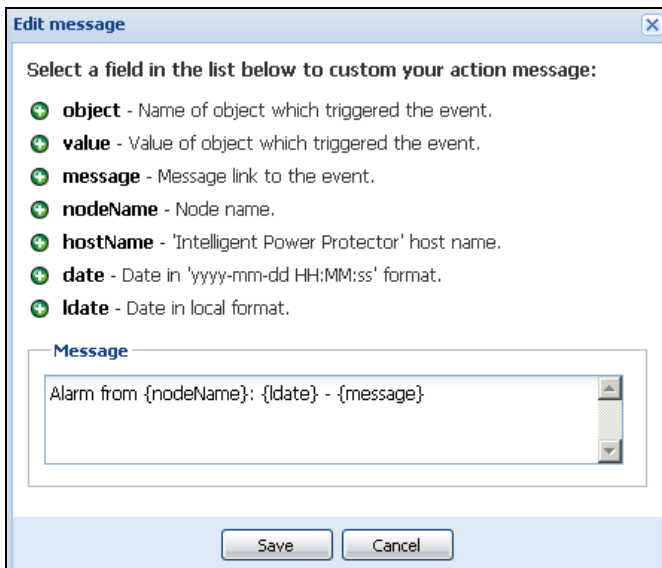 Edit message
Select a field in the list below to custom your action message:
object - Name of object which triggered the event.
value - Value of object which triggered the event.
message - Message link to the event.
nodeName - Node name.
hostName - 'Intelligent Power Protector' host name.
date - Date in 'yyyy-mm-dd HH:MM:ss' format.
ldate - Date in local format.
Message
Alarm from {nodeName}: {ldate} - {message}
Save Cancel